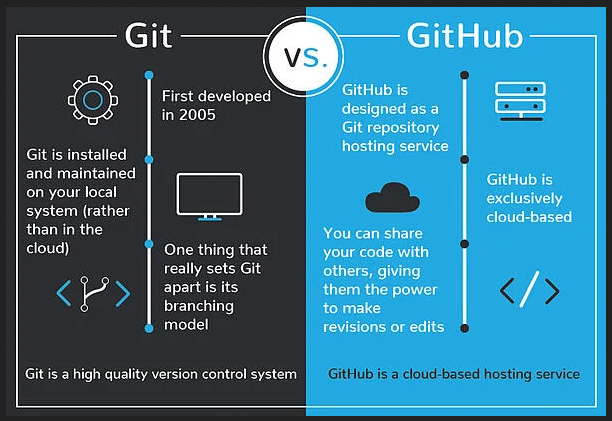 Git
VS.
GitHub
First developed
in 2005
Git is installed
and maintained
on your local
system (rather
than in the
cloud)
One thing that
really sets Git
apart is its
branching
model
Git is a high quality version control system
GitHub is
designed as a
Git repository
hosting service
GitHub is
exclusively
cloud-based
You can share
your code with
others, giving
them the power
to make
revisions or edits
GitHub is a cloud-based hosting service